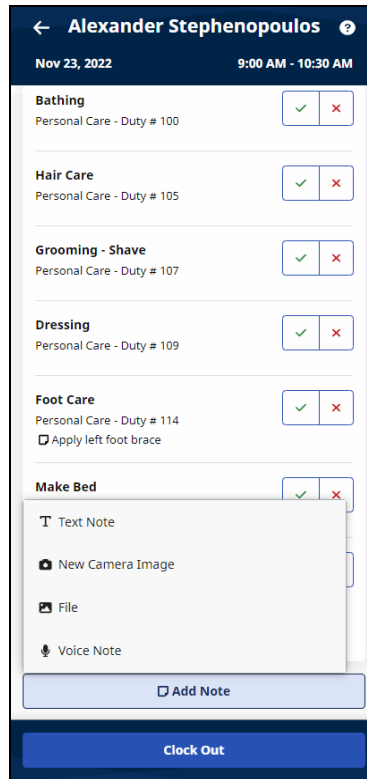 Alexander Stephenopoulos ?
Nov 23, 2022 9:00 AM - 10:30 AM
Bathing
Personal Care - Duty # 100
Hair Care
Personal Care - Duty # 105
Grooming - Shave
Personal Care - Duty # 107
Dressing
Personal Care - Duty # 109
Foot Care
Personal Care - Duty # 114
Apply left foot brace
Make Bed
T Text Note
New Camera Image
File
Voice Note
Add Note
Clock Out